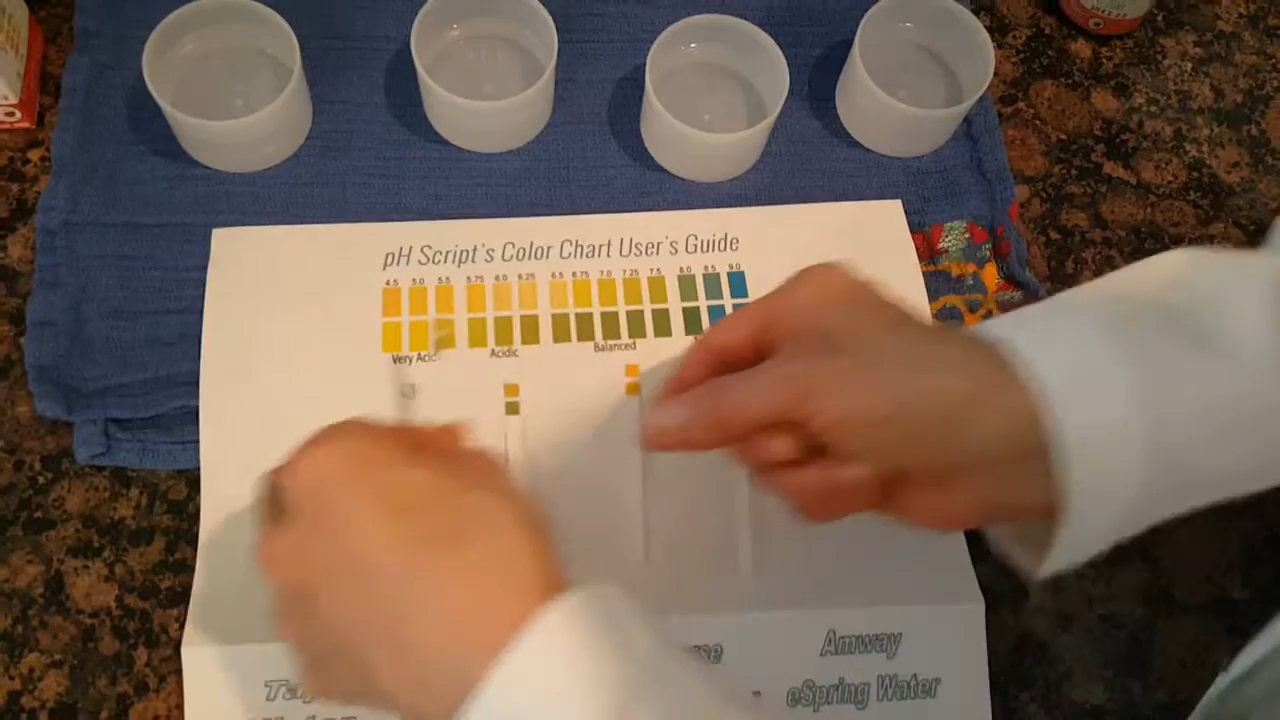 pH Script's Color Chart User's Guide
4.5 5.0 5.5 5.75 6.0 6.25 6.5 6.75 7.0 7.25 7.5 8.0 8.5 9.0
Very Acidic Acidic Balanced
Amway
eSpring Water